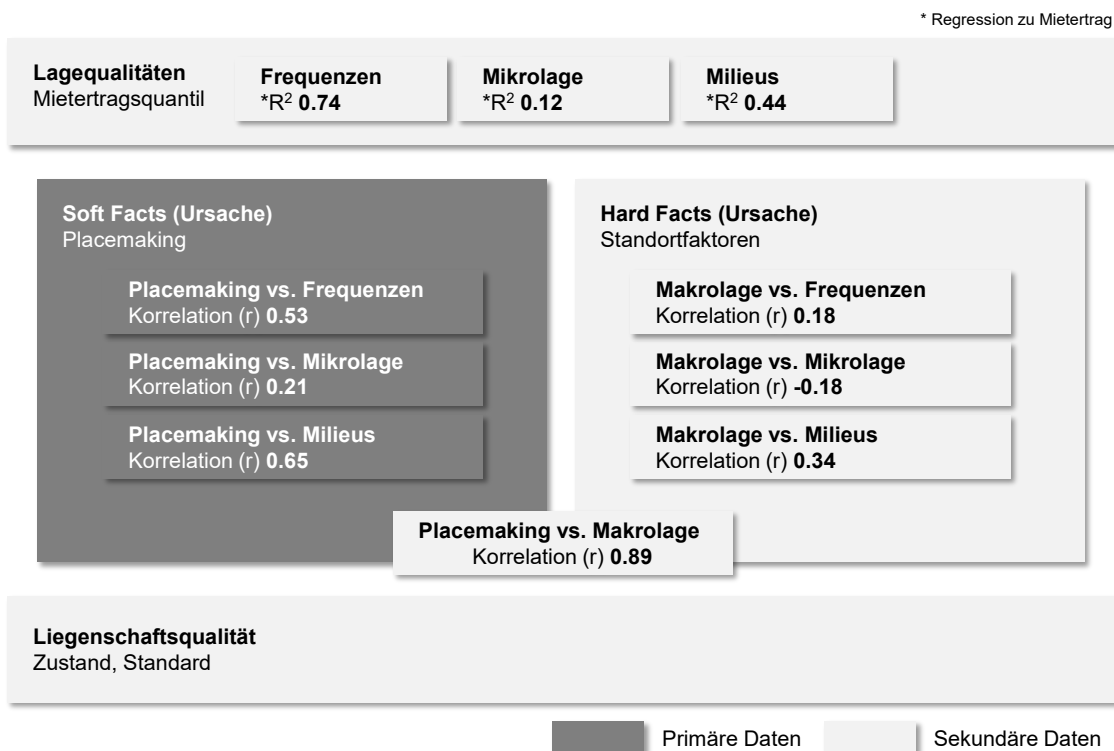 * Regression zu Mietertrag
Lagequalitäten
Mietertragsquantil
Frequenzen
*R² 0.74
Mikrolage
*R² 0.12
Milieus
*R² 0.44
Soft Facts (Ursache)
Placemaking
Placemaking vs. Frequenzen
Korrelation (r) 0.53
Placemaking vs. Mikrolage
Korrelation (r) 0.21
Placemaking vs. Milieus
Korrelation (r) 0.65
Hard Facts (Ursache)
Standortfaktoren
Makrolage vs. Frequenzen
Korrelation (r) 0.18
Makrolage vs. Mikrolage
Korrelation (r) -0.18
Makrolage vs. Milieus
Korrelation (r) 0.34
Placemaking vs. Makrolage
Korrelation (r) 0.89
Liegenschaftsqualität
Zustand, Standard
Primäre Daten
Sekundäre Daten